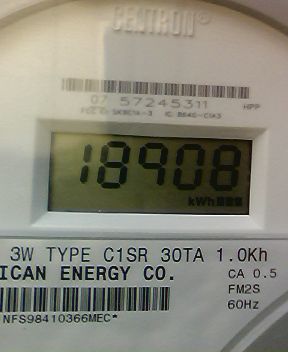 CENTRON®
07 57245311 HPP
18908
kWh
3W TYPE C1SR 30TA 1.0Kh
ICAN ENERGY CO. CA 0.5
FM2S
60Hz
NFS98410366MEC*